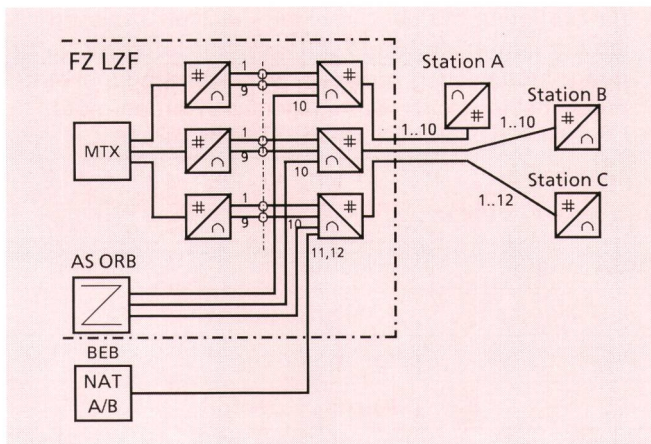 FZ LZF
Station A
Station B
Station C
1
9
10
1..10
1..10
MTX
1
9
10
1..12
1
9
10
11,12
AS ORB
BEB
NAT
A/B